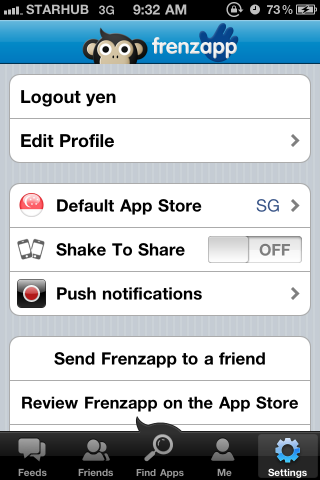 STARHUB 3G 9:32 AM 73%
frenzapp
Logout yen
Edit Profile
Default App Store SG
Shake To Share OFF
Push notifications
Send Frenzapp to a friend
Review Frenzapp on the App Store
Feeds Friends Find Apps Me Settings